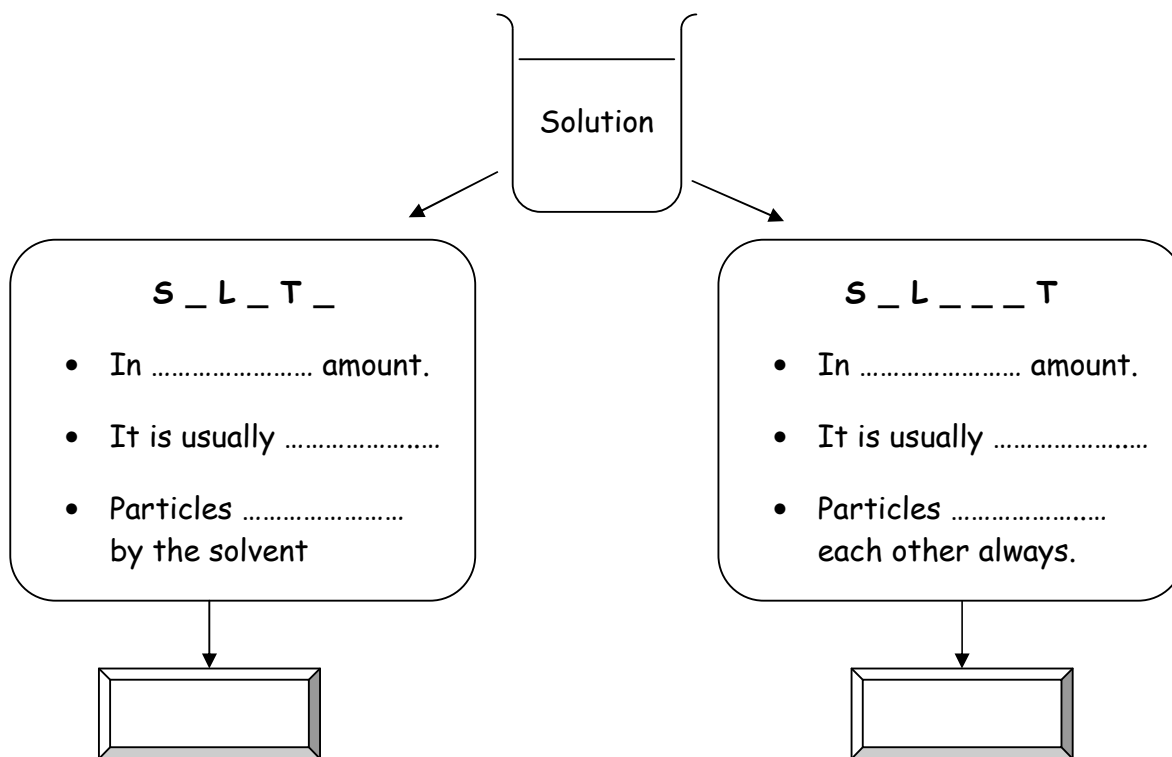 Solution
S _ L _ T _
• In …………………… amount.
• It is usually ………………..…
• Particles ……………………
by the solvent
S _ L _ _ _ T
• In …………………… amount.
• It is usually ………………..…
• Particles ………………..…
each other always.